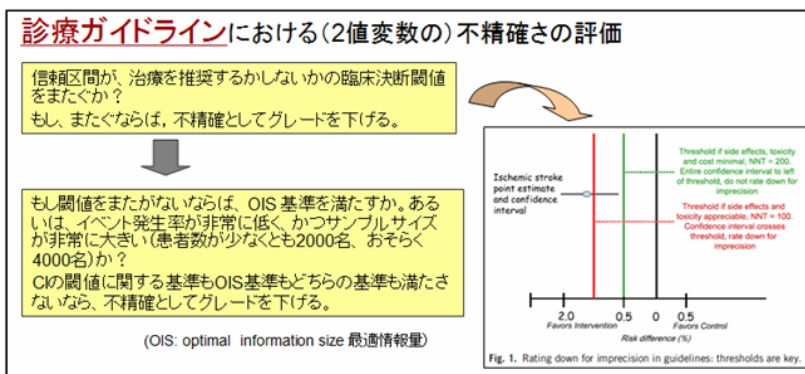 診療ガイドラインにおける(2値変数の)不精確さの評価
信頼区間が、治療を推奨するかしないかの臨床決断閾値
をまたぐか?
もし、またぐならば，不精確としてグレードを下げる。
もし閾値をまたがないならば、OIS 基準を満たすか。ある
いは、イベント発生率が非常に低く、かつサンプルサイズ
が非常に大きい(患者数が少なくとも2000名、おそらく
4000名)か?
CIの閾値に関する基準もOIS基準もどちらの基準も満たさ
ないなら、不精確としてグレードを下げる。
(OIS: optimal information size 最適情報量)
Ischemic stroke
point estimate and
confidence
interval
Threshold if side effects, toxicity
and cost minimal, NNT = 200.
Entire confidence interval to left
of threshold, do not rate down for
imprecision
Threshold if side effects and
toxicity appreciable, NNT = 100.
Confidence interval crosses
threshold, rate down for
imprecision
2.0 0.5 0 0.5
Favors Intervention Favors Control
Risk difference (%)
Fig. 1. Rating down for imprecision in guidelines: thresholds are key.